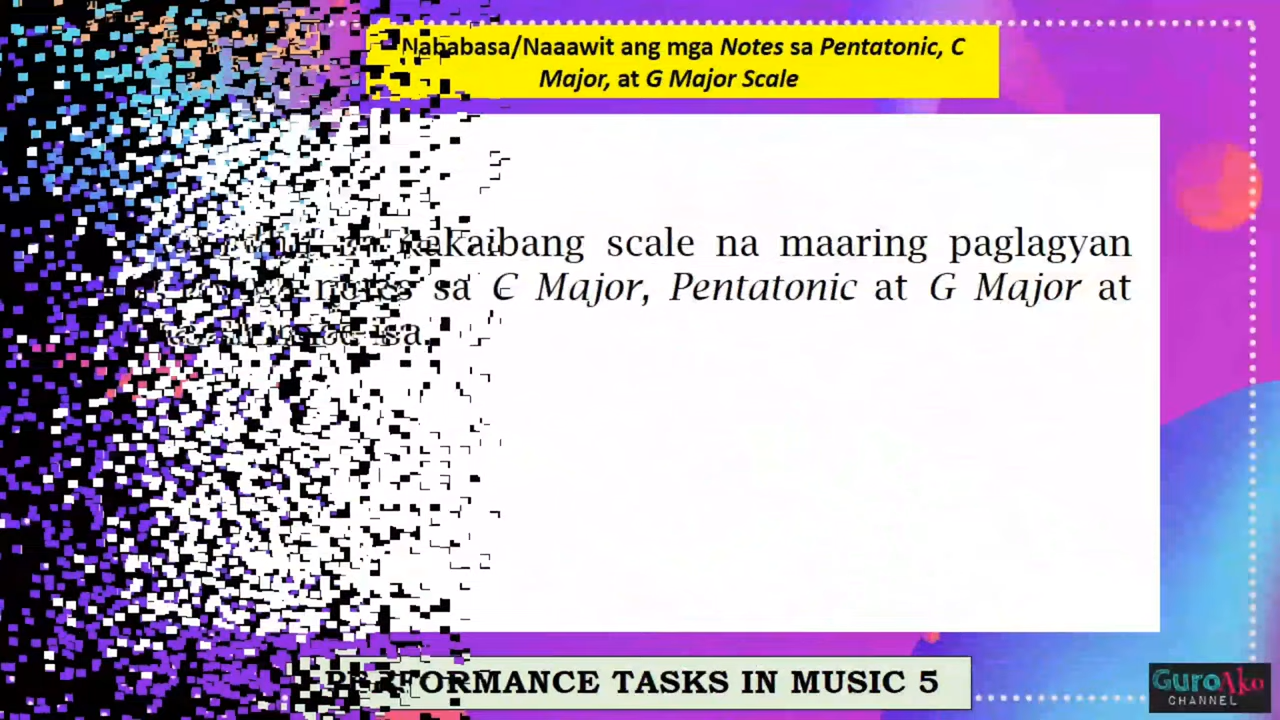 Nababasa/Naaawit ang mga Notes sa Pentatonic, C
Major, at G Major Scale
kakaibang scale na maaring paglagyan
notes sa C Major, Pentatonic at G Major at
isa.
PERFORMANCE TASKS IN MUSIC 5
GuroAko
CHANNEL